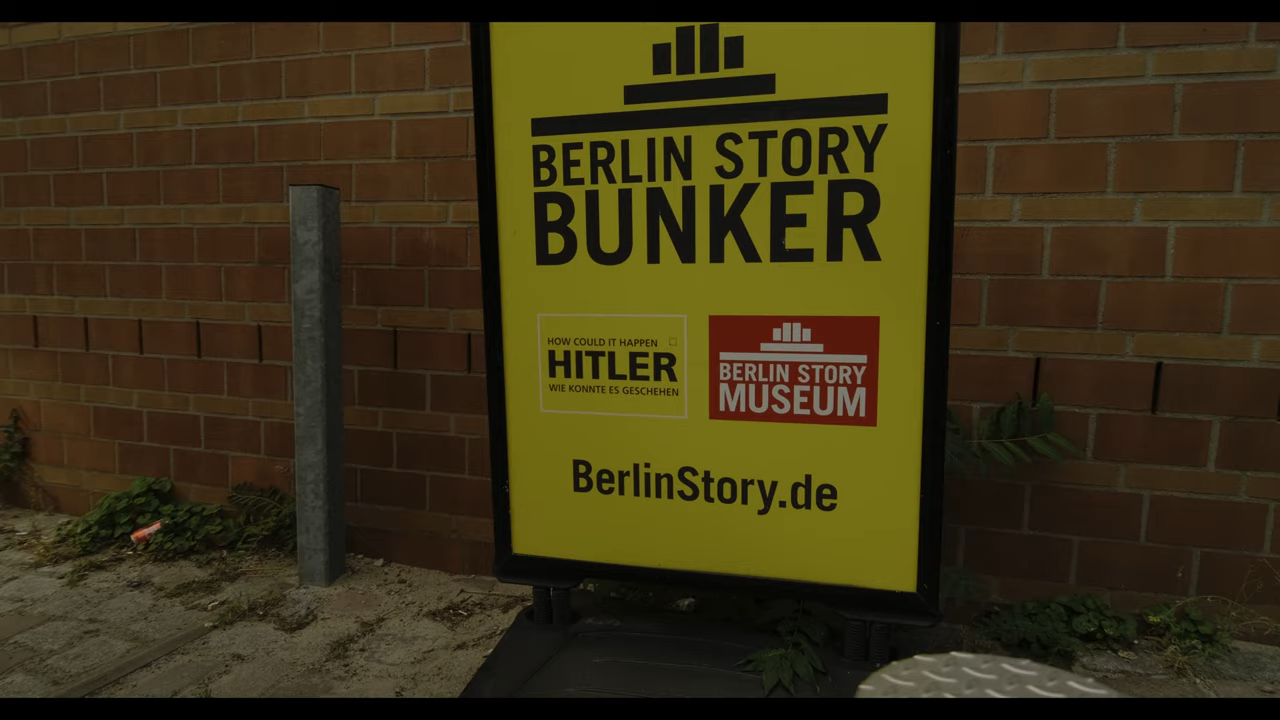 BERLIN STORY
BUNKER
HOW COULD IT HAPPEN
HITLER
WIE KONNTE ES GESCHEHEN
BERLIN STORY
MUSEUM
BerlinStory.de